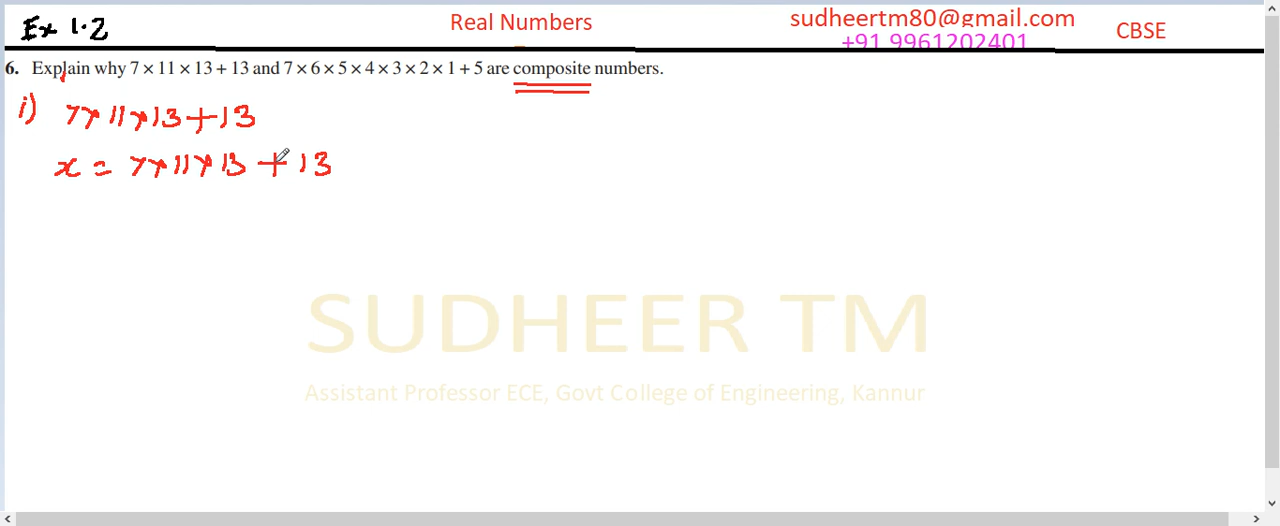 Ex 1.2
Real Numbers
sudheertm80@gmail.com
+91 9961202401
CBSE
6. Explain why 7 × 11 × 13 + 13 and 7 × 6 × 5 × 4 × 3 × 2 × 1 + 5 are composite numbers.
i) 7×11×13+13
x = 7×11×13 + 13
SUDHEER TM
Assistant Professor ECE, Govt College of Engineering, Kannur